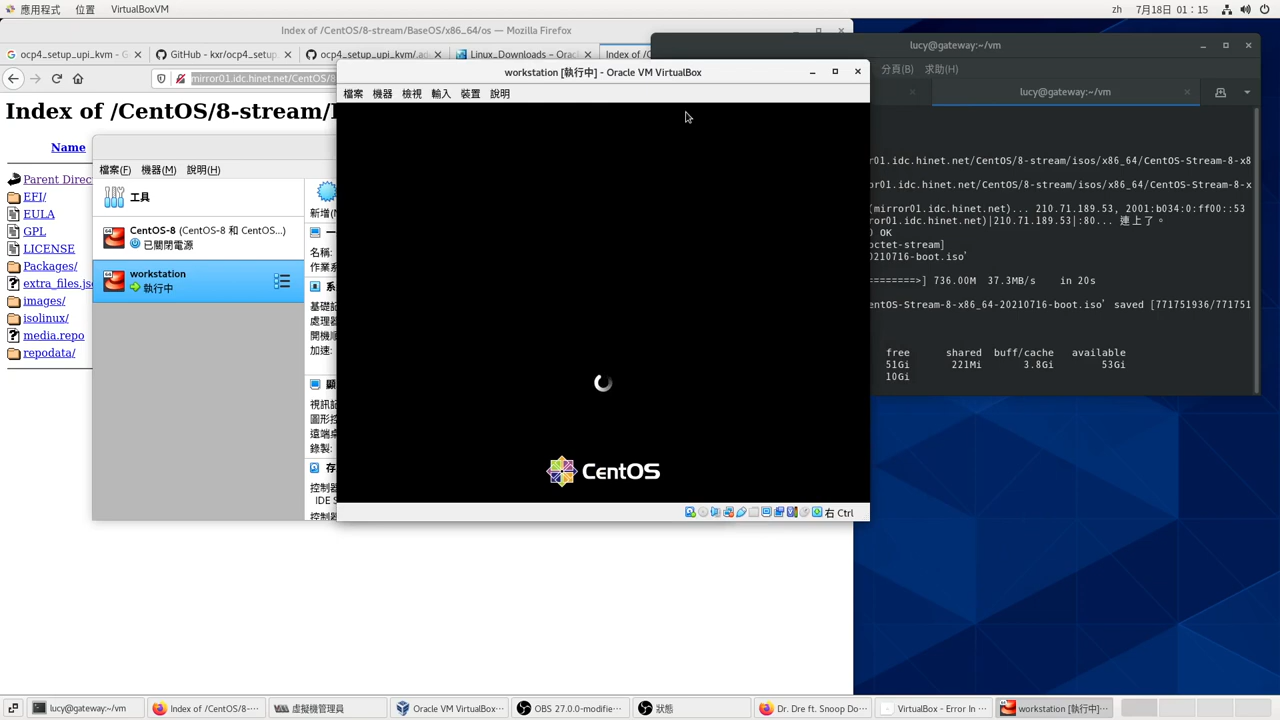 應用程式 位置 VirtualBoxVM
zh 7月18日 01：15
Index of /CentOS/8-stream/BaseOS/x86_64/os — Mozilla Firefox
ocp4_setup_upi_kvm - G
GitHub - kxr/ocp4_setup
ocp4_setup_upi_kvm/.ad
Linux_Downloads – Orac
Index of /
mirror01.idc.hinet.net/CentOS/8
Index of /CentOS/8-stream/
Name
Parent Direc
EFI/
EULA
GPL
LICENSE
Packages/
extra_files.js
images/
isolinux/
media.repo
repodata/
檔案(F) 機器(M) 說明(H)
工具
CentOS-8 (CentOS-8 和 CentOS...)
已關閉電源
workstation
執行中
新增(
名稱:
作業系
基礎記
處理器
開機順
加速:
視訊記
圖形控
遠端桌
錄製:
存
控制器
IDE S
控制器
workstation [執行中] - Oracle VM VirtualBox
檔案 機器 檢視 輸入 裝置 說明
CentOS
右 Ctrl
lucy@gateway:~/vm
分頁(B) 求助(H)
lucy@gateway:~/vm
r01.idc.hinet.net/CentOS/8-stream/isos/x86_64/CentOS-Stream-8-x8
r01.idc.hinet.net/CentOS/8-stream/isos/x86_64/CentOS-Stream-8-x
(mirror01.idc.hinet.net)... 210.71.189.53, 2001:b034:0:ff00::53
r01.idc.hinet.net)|210.71.189.53|:80... 連上了。
0 OK
octet-stream]
0210716-boot.iso’
========>] 736.00M 37.3MB/s in 20s
entOS-Stream-8-x86_64-20210716-boot.iso’ saved [771751936/771751
free shared buff/cache available
51Gi 221Mi 3.8Gi 53Gi
10Gi
lucy@gateway:~/vm
Index of /CentOS/8-···
虛擬機管理員
Oracle VM VirtualBox···
OBS 27.0.0-modifie···
狀態
Dr. Dre ft. Snoop Do···
VirtualBox - Error In ···
workstation [執行中]···